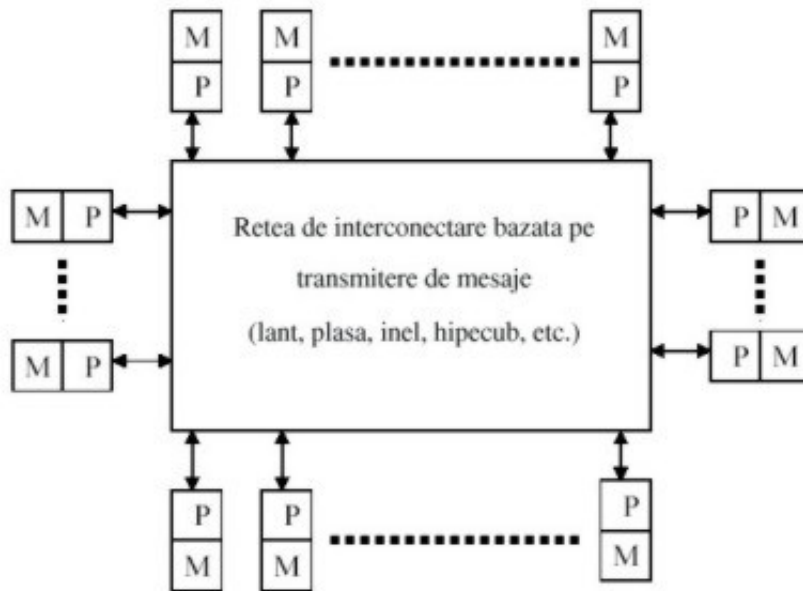 M M M
P P P
M P P M
Retea de interconectare bazata pe
transmitere de mesaje
(lant, plasa, inel, hipecub, etc.)
M P P M
P P P
M M M